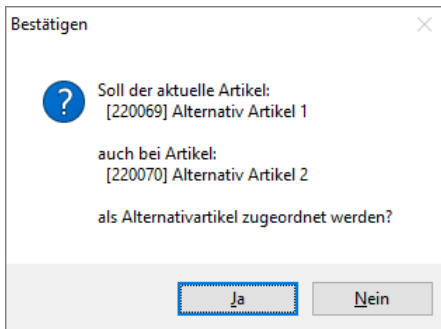 Bestätigen
Soll der aktuelle Artikel:
[220069] Alternativ Artikel 1
auch bei Artikel:
[220070] Alternativ Artikel 2
als Alternativartikel zugeordnet werden?
Ja
Nein